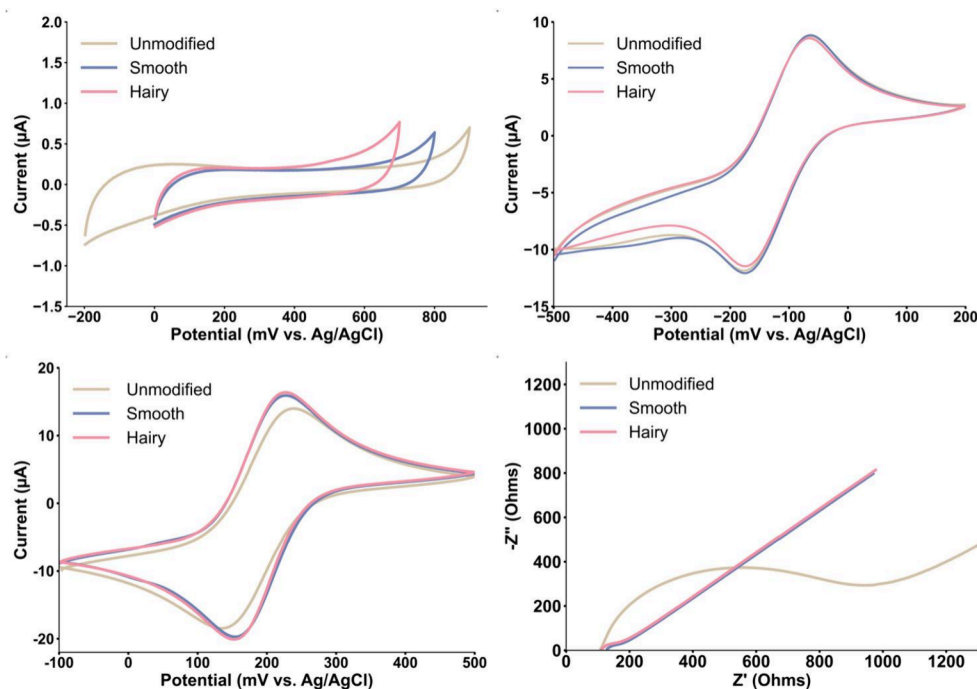 2.0
1.5
1.0
0.5
0.0
−0.5
−1.0
−1.5
Current (µA)
Unmodified
Smooth
Hairy
−200 0 200 400 600 800
Potential (mV vs. Ag/AgCl)
10
5
0
−5
−10
−15
Current (µA)
Unmodified
Smooth
Hairy
−500 −400 −300 −200 −100 0 100 200
Potential (mV vs. Ag/AgCl)
20
10
0
-10
-20
Current (µA)
Unmodified
Smooth
Hairy
-100 0 100 200 300 400 500
Potential (mV vs. Ag/AgCl)
1200
1000
800
600
400
200
0
-Z" (Ohms)
Unmodified
Smooth
Hairy
0 200 400 600 800 1000 1200
Z' (Ohms)